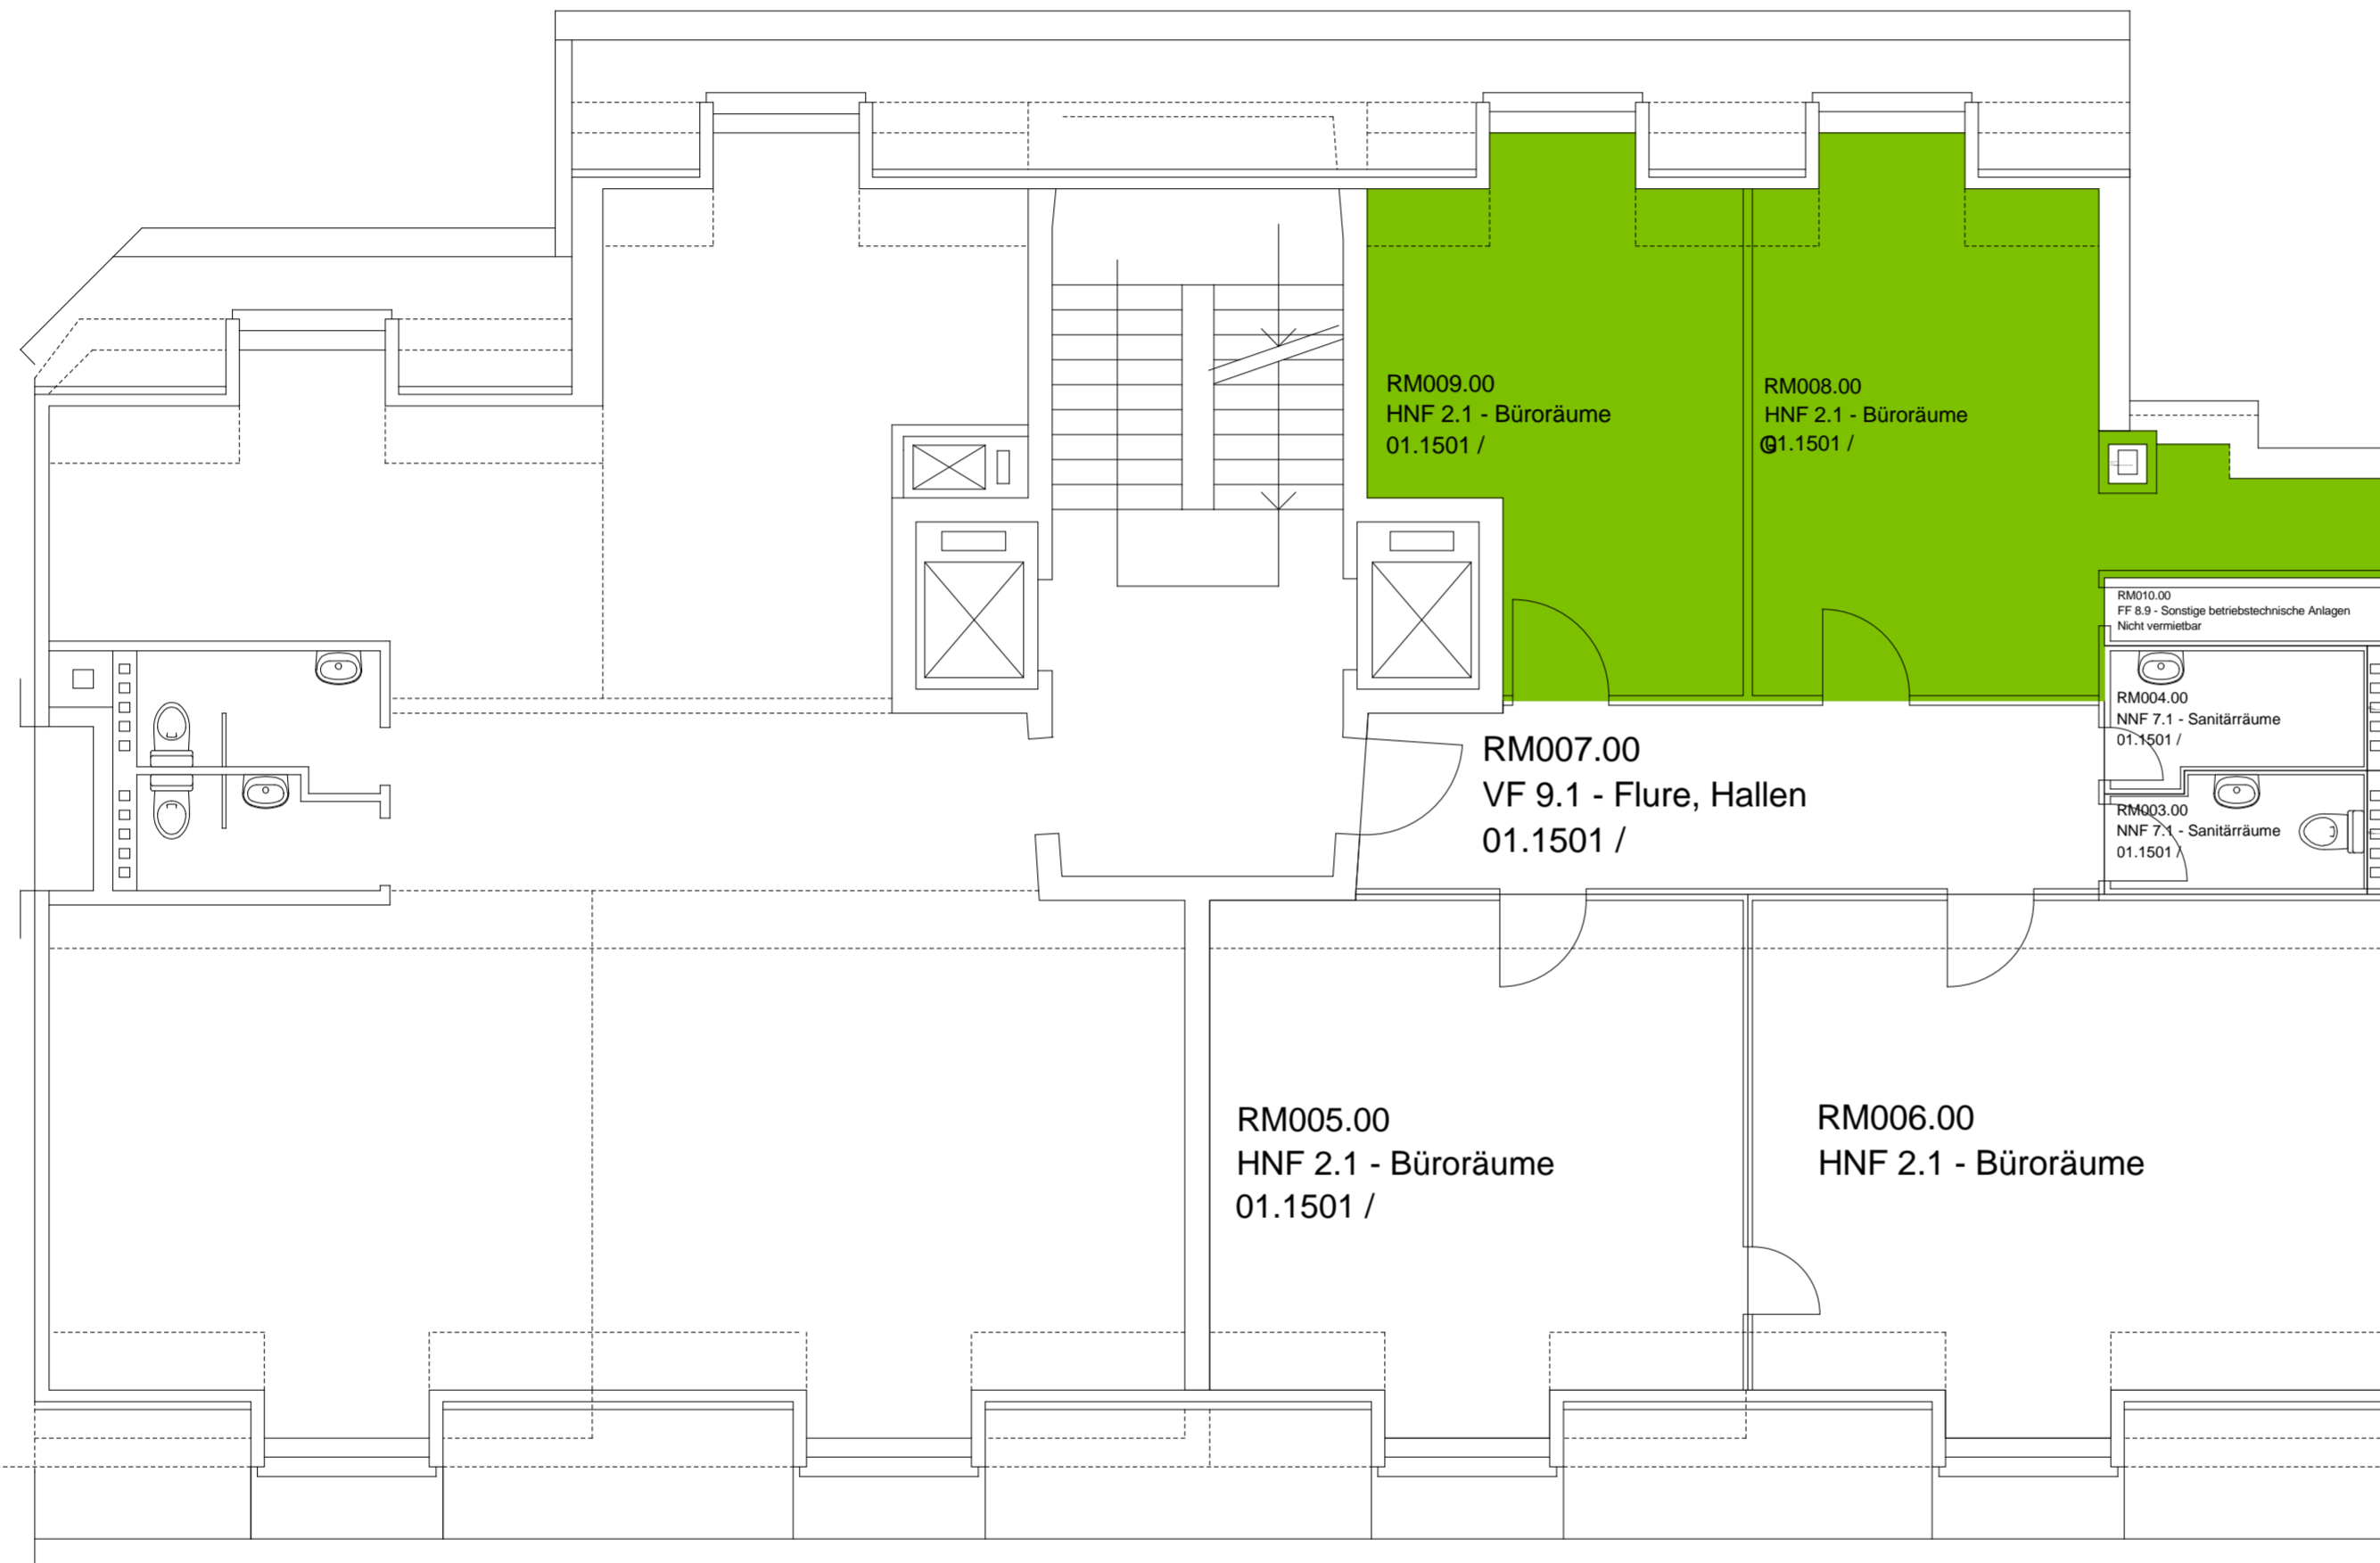 RM009.00
HNF 2.1 - Büroräume
01.1501 /
RM008.00
HNF 2.1 - Büroräume
01.1501 /
RM010.00
FF 8.9 - Sonstige betriebstechnische Anlagen
Nicht vermietbar
RM004.00
NNF 7.1 - Sanitärräume
01.1501 /
RM007.00
VF 9.1 - Flure, Hallen
01.1501 /
RM003.00
NNF 7.1 - Sanitärräume
01.1501 /
RM005.00
HNF 2.1 - Büroräume
01.1501 /
RM006.00
HNF 2.1 - Büroräume